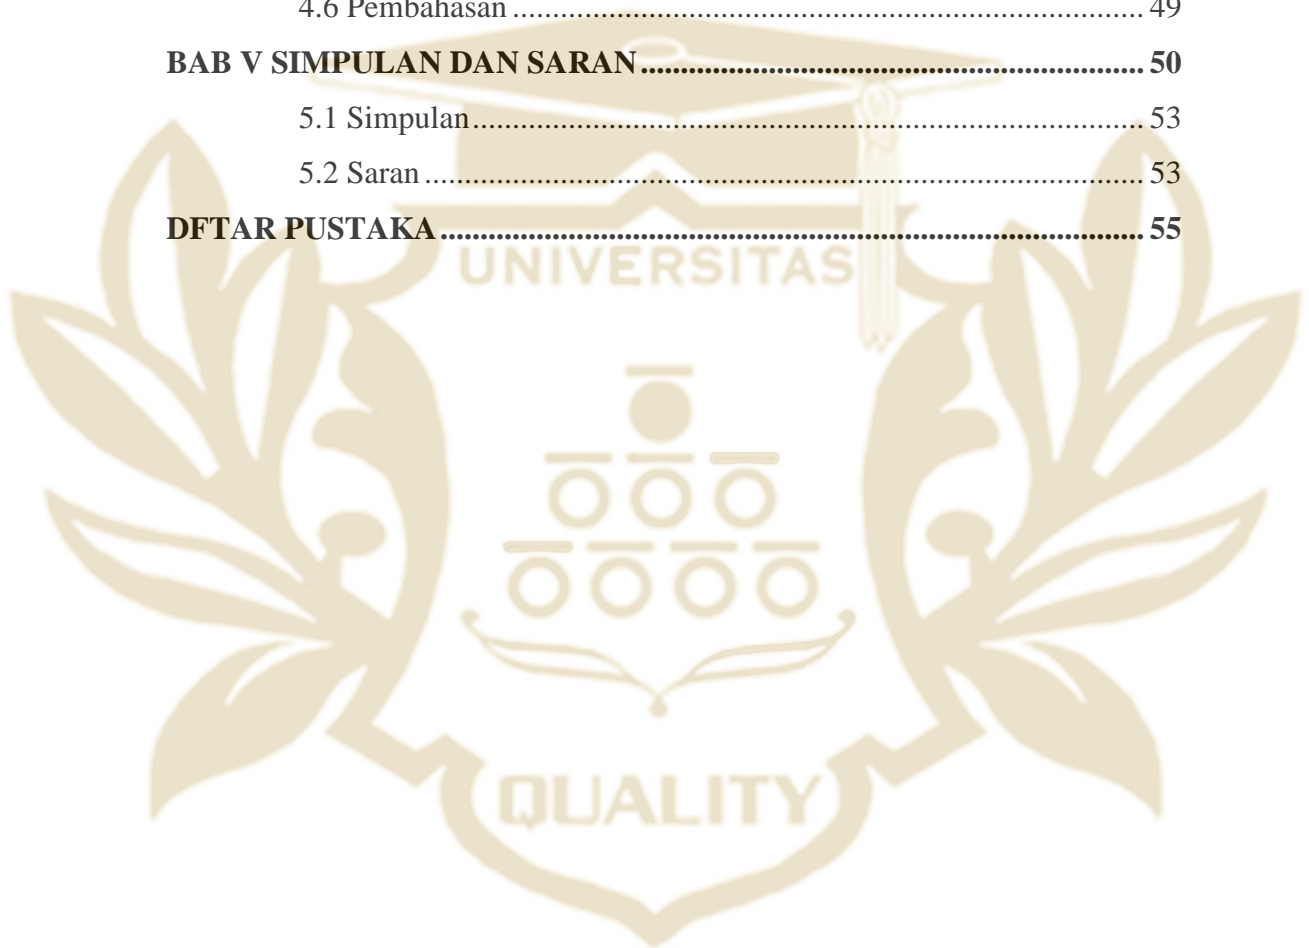 4.6 Pembahasan ................................................................................ 49
BAB V SIMPULAN DAN SARAN ............................................................... 50
5.1 Simpulan .................................................................................... 53
5.2 Saran .......................................................................................... 53
DFTAR PUSTAKA ........................................................................................ 55
UNIVERSITAS
QUALITY